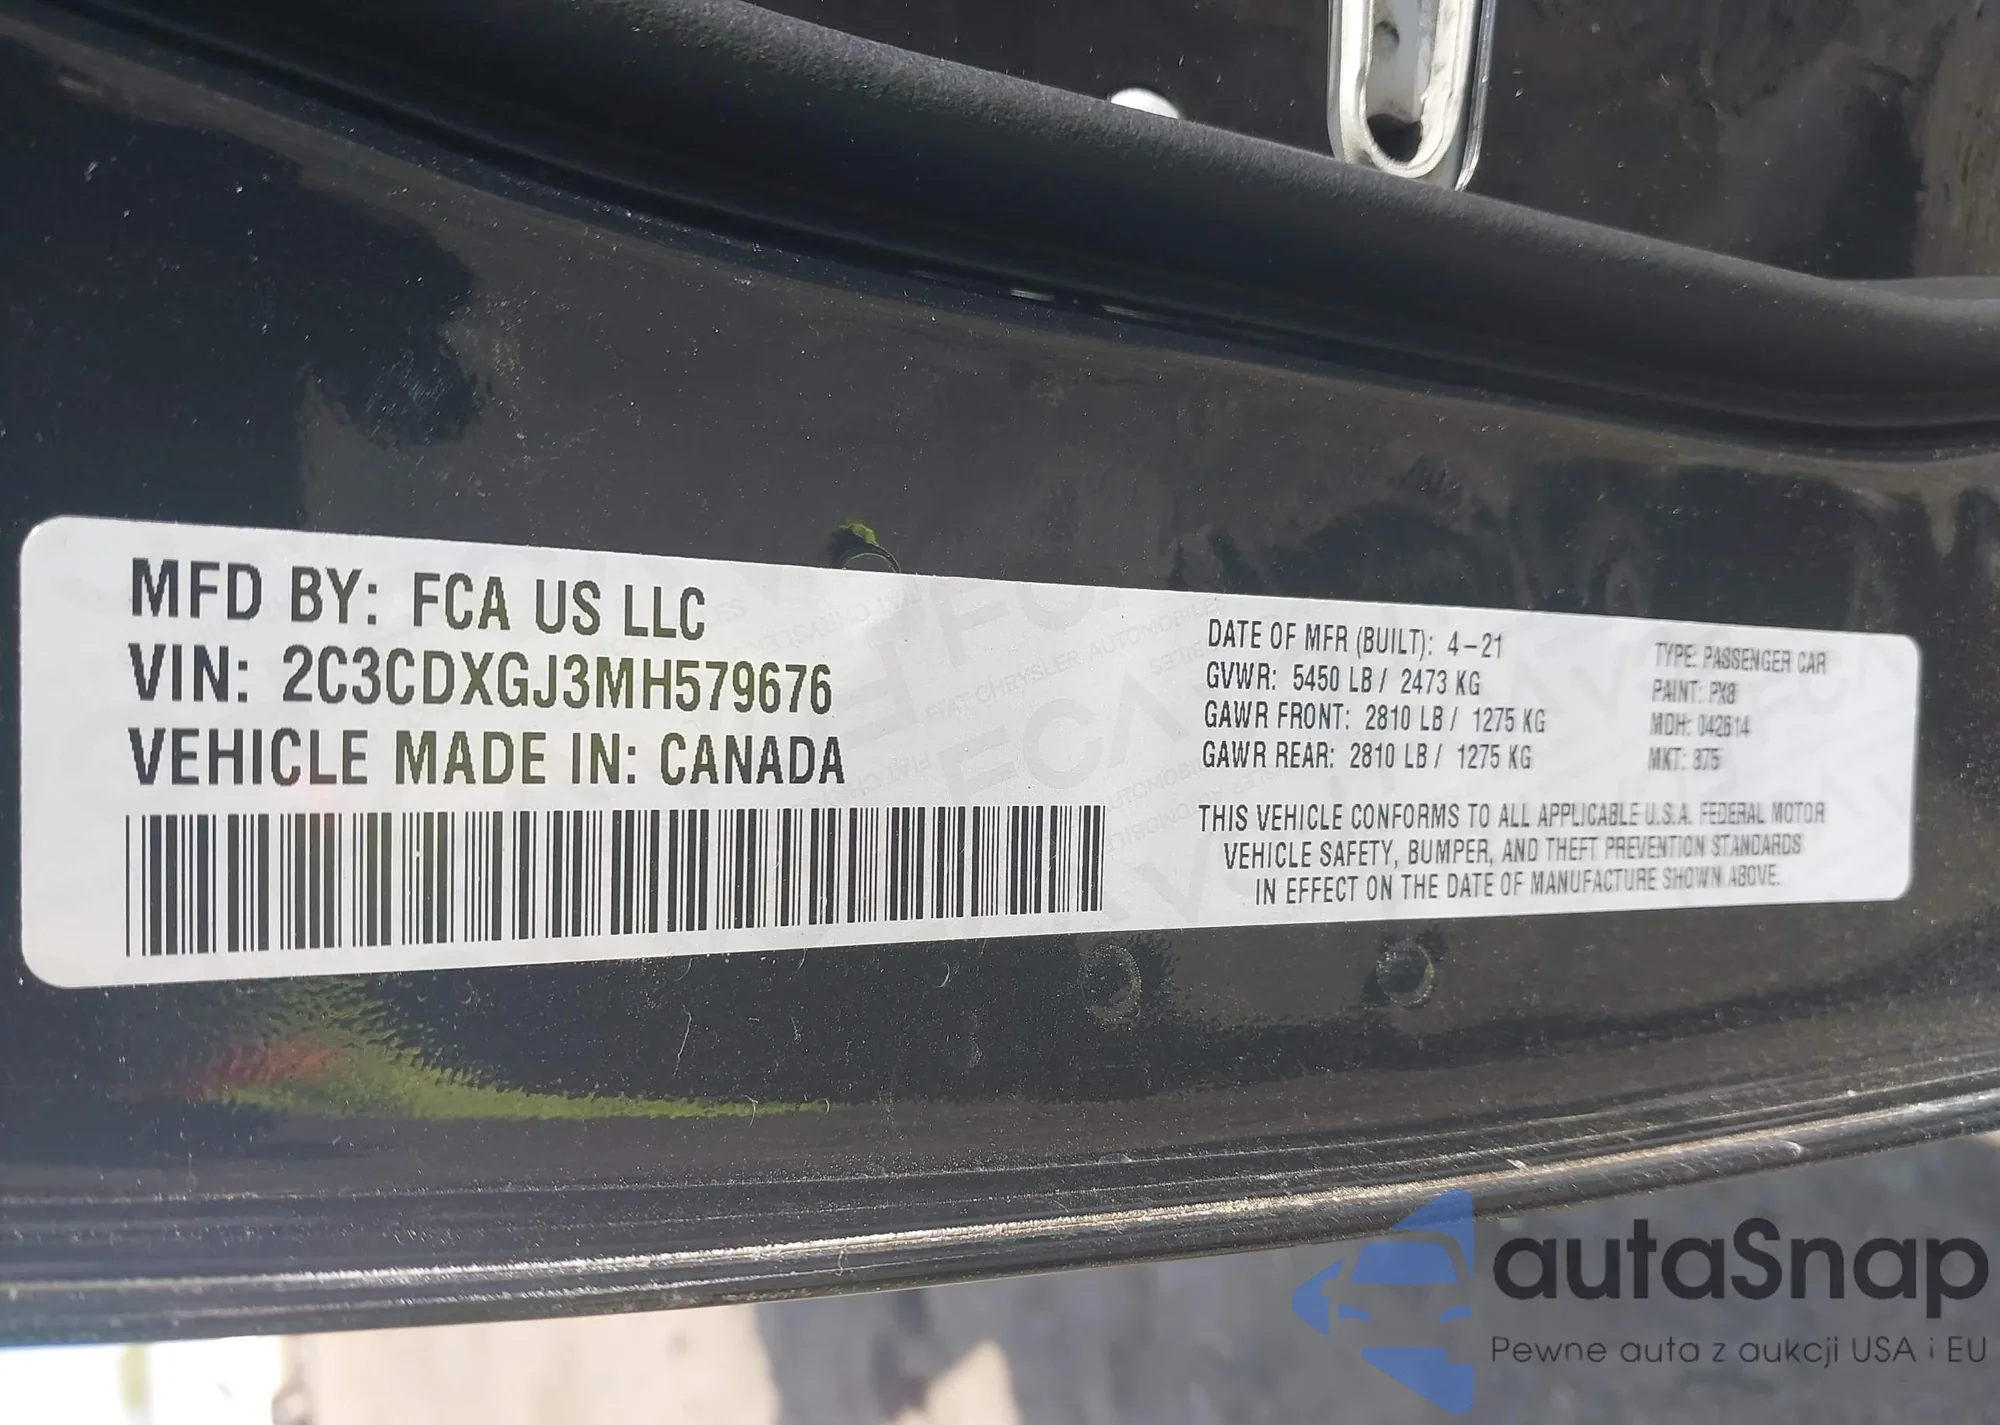 MFD BY: FCA US LLC
VIN: 2C3CDXGJ3MH579676
VEHICLE MADE IN: CANADA
DATE OF MFR (BUILT): 4-21
GVWR: 5450 LB / 2473 KG
GAWR FRONT: 2810 LB / 1275 KG
GAWR REAR: 2810 LB / 1275 KG
TYPE: PASSENGER CAR
PAINT: PX8
MDH: 042614
MKT: 875
THIS VEHICLE CONFORMS TO ALL APPLICABLE U.S.A. FEDERAL MOTOR
VEHICLE SAFETY, BUMPER, AND THEFT PREVENTION STANDARDS
IN EFFECT ON THE DATE OF MANUFACTURE SHOWN ABOVE.
autaSnap
Pewne auta z aukcji USA i EU